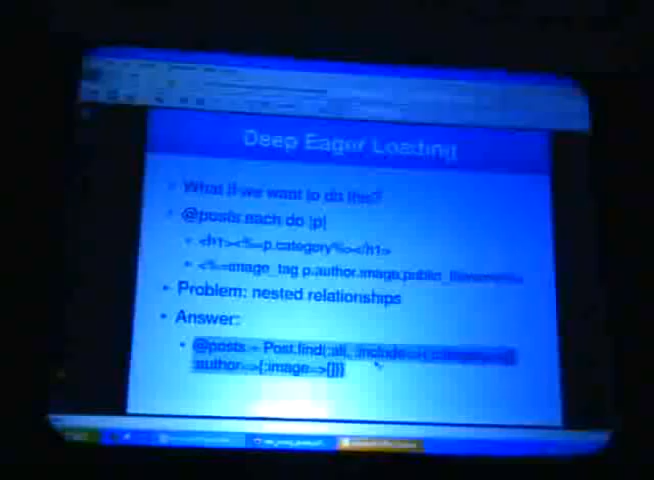 Deep Eager Loading
What if we want to do this?
@posts.each do |p|
<h1><%=p.category%></h1>
<%=image_tag p.author.image.public_filename%>
Problem: nested relationships
Answer:
@posts = Post.find(:all, :include=>{
:author=>{:image=>[]}}